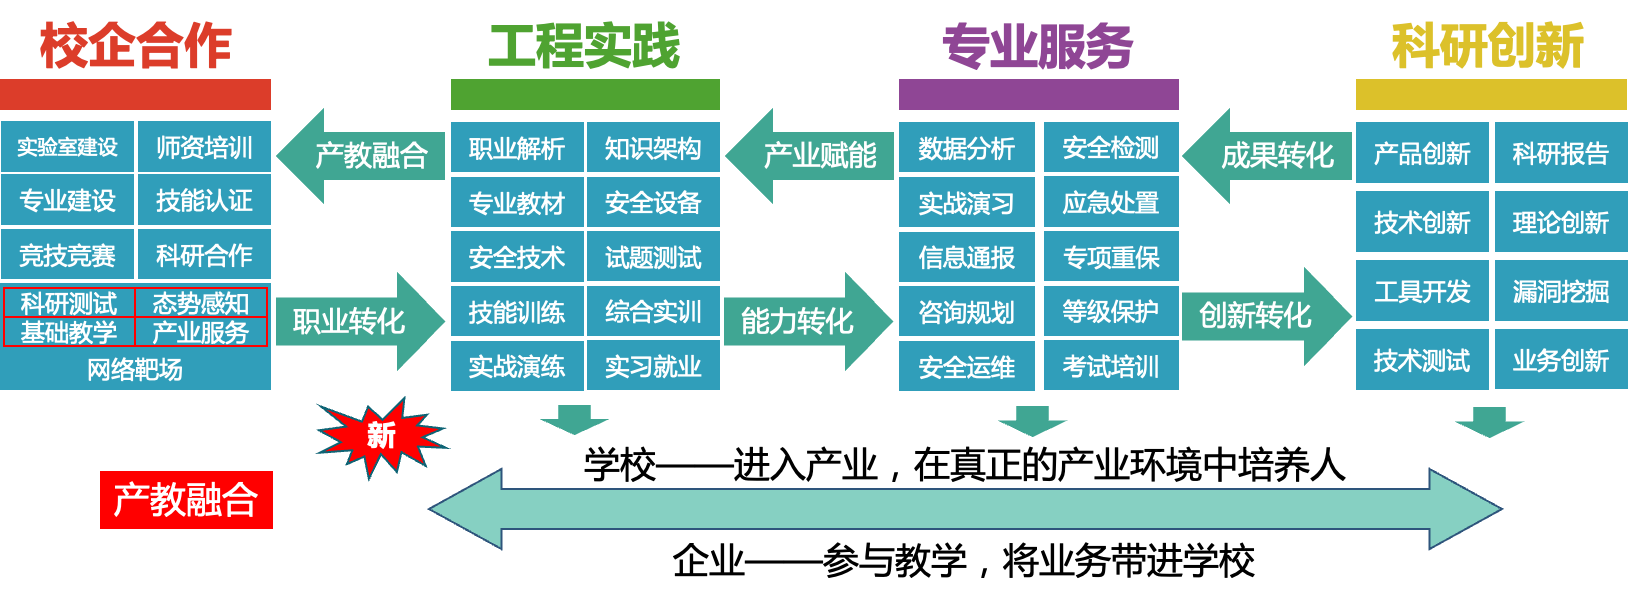 校企合作
实验室建设
师资培训
专业建设
技能认证
竞技竞赛
科研合作
科研测试
态势感知
基础教学
产业服务
网络靶场
产教融合
职业转化
工程实践
职业解析
知识架构
专业教材
安全设备
安全技术
试题测试
技能训练
综合实训
实战演练
实习就业
产业赋能
能力转化
专业服务
数据分析
安全检测
实战演习
应急处置
信息通报
专项重保
咨询规划
等级保护
安全运维
考试培训
成果转化
创新转化
科研创新
产品创新
科研报告
技术创新
理论创新
工具开发
漏洞挖掘
技术测试
业务创新
新
产教融合
学校——进入产业，在真正的产业环境中培养人
企业——参与教学，将业务带进学校